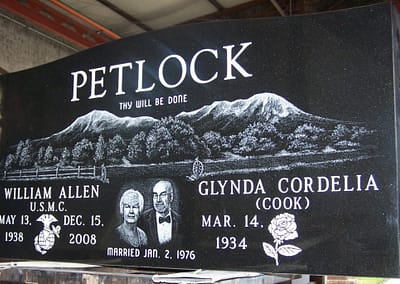 PETLOCK
THY WILL BE DONE
WILLIAM ALLEN
U.S.M.C.
MAY 13, DEC. 15,
1938 2008
GLYNDA CORDELIA
(COOK)
MAR. 14,
1934
MARRIED JAN. 2, 1976